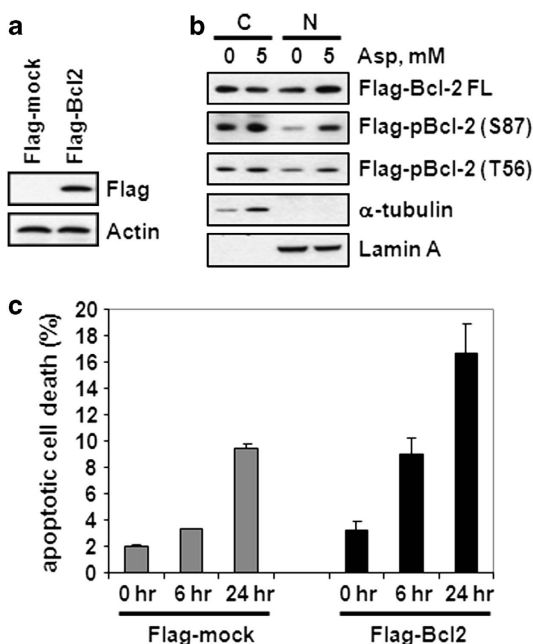 a
Flag-mock
Flag-Bcl2
Flag
Actin
b
C N
0 5 0 5 Asp, mM
Flag-Bcl-2 FL
Flag-pBcl-2 (S87)
Flag-pBcl-2 (T56)
α-tubulin
Lamin A
c
apoptotic cell death (%)
20
18
16
14
12
10
8
6
4
2
0
0 hr 6 hr 24 hr 0 hr 6 hr 24 hr
Flag-mock Flag-Bcl2